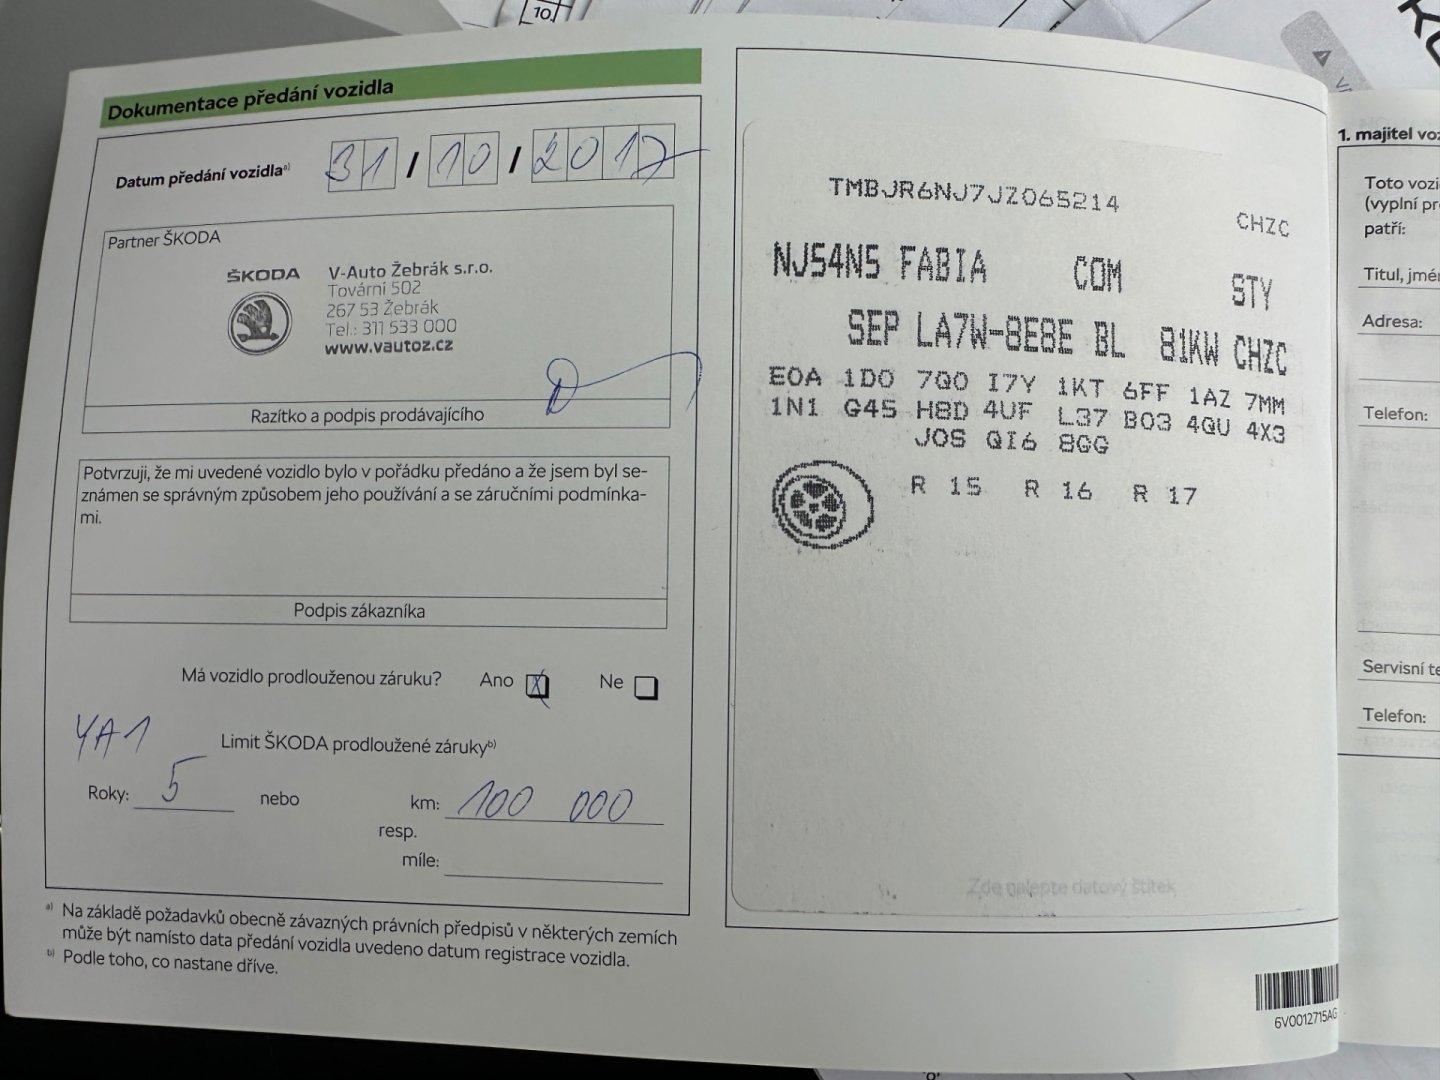 10.
Dokumentace předání vozidla
Datum předání vozidla a)
31 / 10 / 2017
Partner ŠKODA
ŠKODA
V-Auto Žebrák s.r.o.
Tovární 502
267 53 Žebrák
Tel.: 311 533 000
www.vautoz.cz
Razítko a podpis prodávajícího
Potvrzuji, že mi uvedené vozidlo bylo v pořádku předáno a že jsem byl se-
známen se správným způsobem jeho používání a se záručními podmínka-
mi.
Podpis zákazníka
Má vozidlo prodlouženou záruku? Ano X Ne
YA1
Limit ŠKODA prodloužené záruky b)
Roky: 5 nebo km: 100 000
resp.
míle:
a) Na základě požadavků obecně závazných právních předpisů v některých zemích
může být namísto data předání vozidla uvedeno datum registrace vozidla.
b) Podle toho, co nastane dříve.
TMBJR6NJ7JZ065214
CHZC
NJ54N5 FABIA COM STY
SEP LA7W-8E8E BL 81KW CHZC
E0A 1D0 7Q0 I7Y 1KT 6FF 1AZ 7MM
1N1 G45 H8D 4UF L37 B03 4QU 4X3
J0S QI6 8GG
R 15 R 16 R 17
Zde nalepte datový štítek
6V0012715AG
1. majitel voz
Toto vozi
(vyplní pr
patří:
Titul, jmé
Adresa:
Telefon:
Servisní te
Telefon: